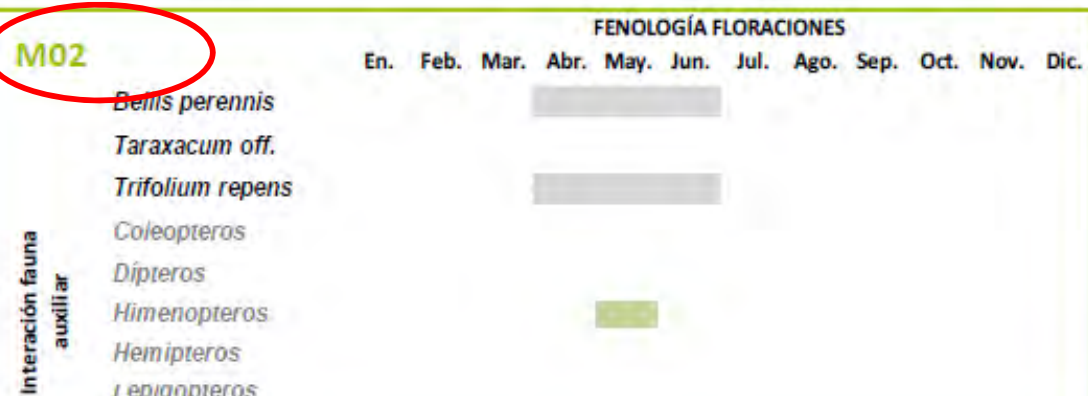 FENOLOGÍA FLORACIONES
M02
En. Feb. Mar. Abr. May. Jun. Jul. Ago. Sep. Oct. Nov. Dic.
Bellis perennis
Taraxacum off.
Trifolium repens
Coleopteros
Dípteros
Himenopteros
Hemipteros
Lepidopteros
Interación fauna
auxiliar